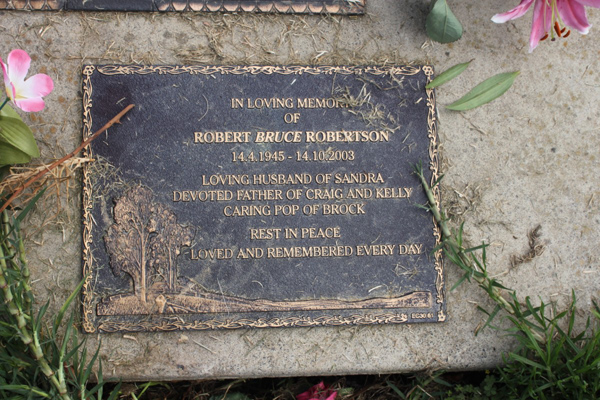 IN LOVING MEMORY
OF
ROBERT BRUCE ROBERTSON
14.4.1945 - 14.10.2003
LOVING HUSBAND OF SANDRA
DEVOTED FATHER OF CRAIG AND KELLY
CARING POP OF BROCK
REST IN PEACE
LOVED AND REMEMBERED EVERY DAY